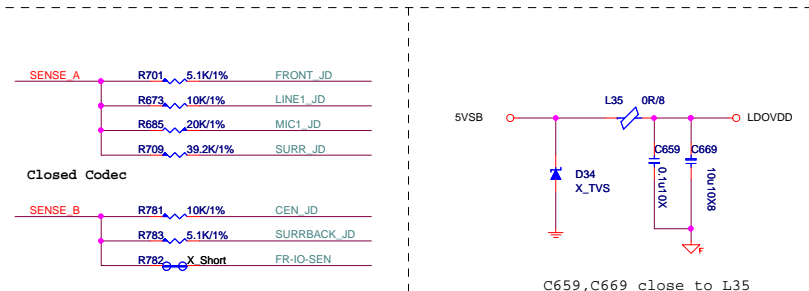 SENSE_A
R701 5.1K/1% FRONT_JD
R673 10K/1% LINE1_JD
R685 20K/1% MIC1_JD
R709 39.2K/1% SURR_JD
Closed Codec
SENSE_B
R781 10K/1% CEN_JD
R783 5.1K/1% SURRBACK_JD
R782 X_Short FR-IO-SEN
L35 0R/8
5VSB
LDOVDD
D34
X_TVS
C659
0.1u10X
C669
10u10X8
F
C659,C669 close to L35